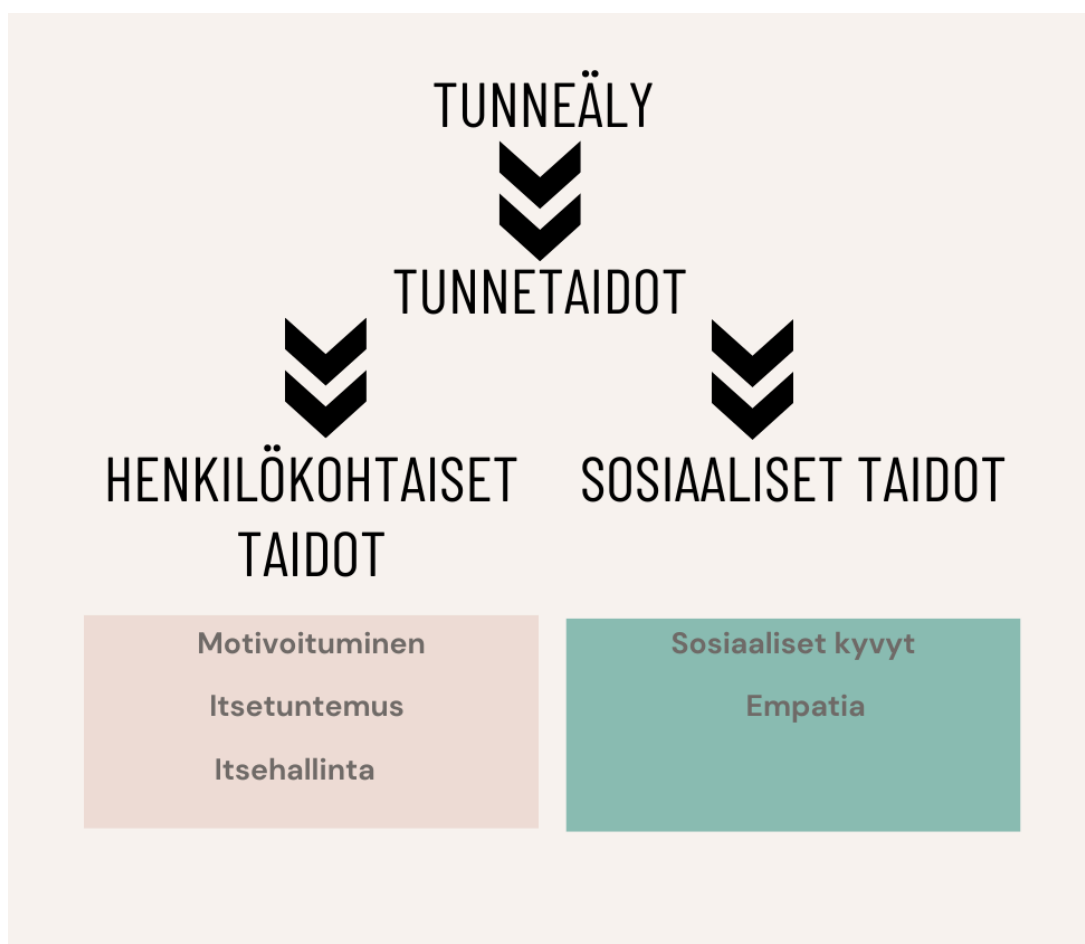 TUNNEÄLY
TUNNETAIDOT
HENKILÖKOHTAISET
TAIDOT
Motivoituminen
Itsetuntemus
Itsehallinta
SOSIAALISET TAIDOT
Sosiaaliset kyvyt
Empatia